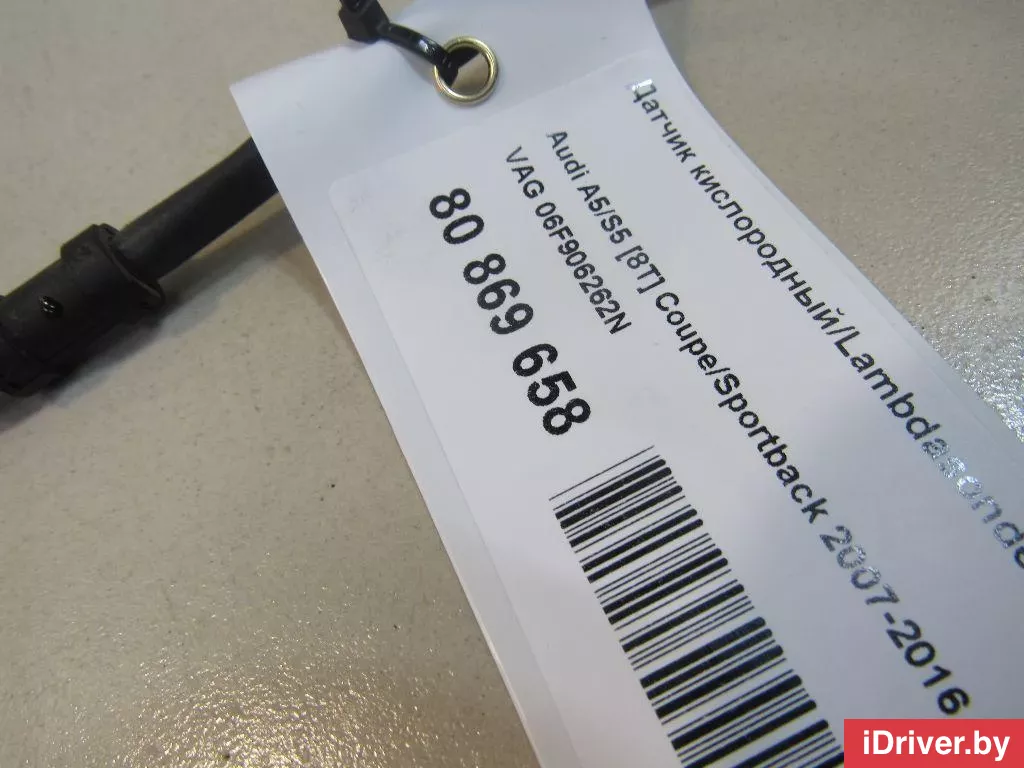 Датчик кислородный/Lambdasonde
Audi A5/S5 [8T] Coupe/Sportback 2007-2016
VAG 06F906262N
80 869 658
iDriver.by